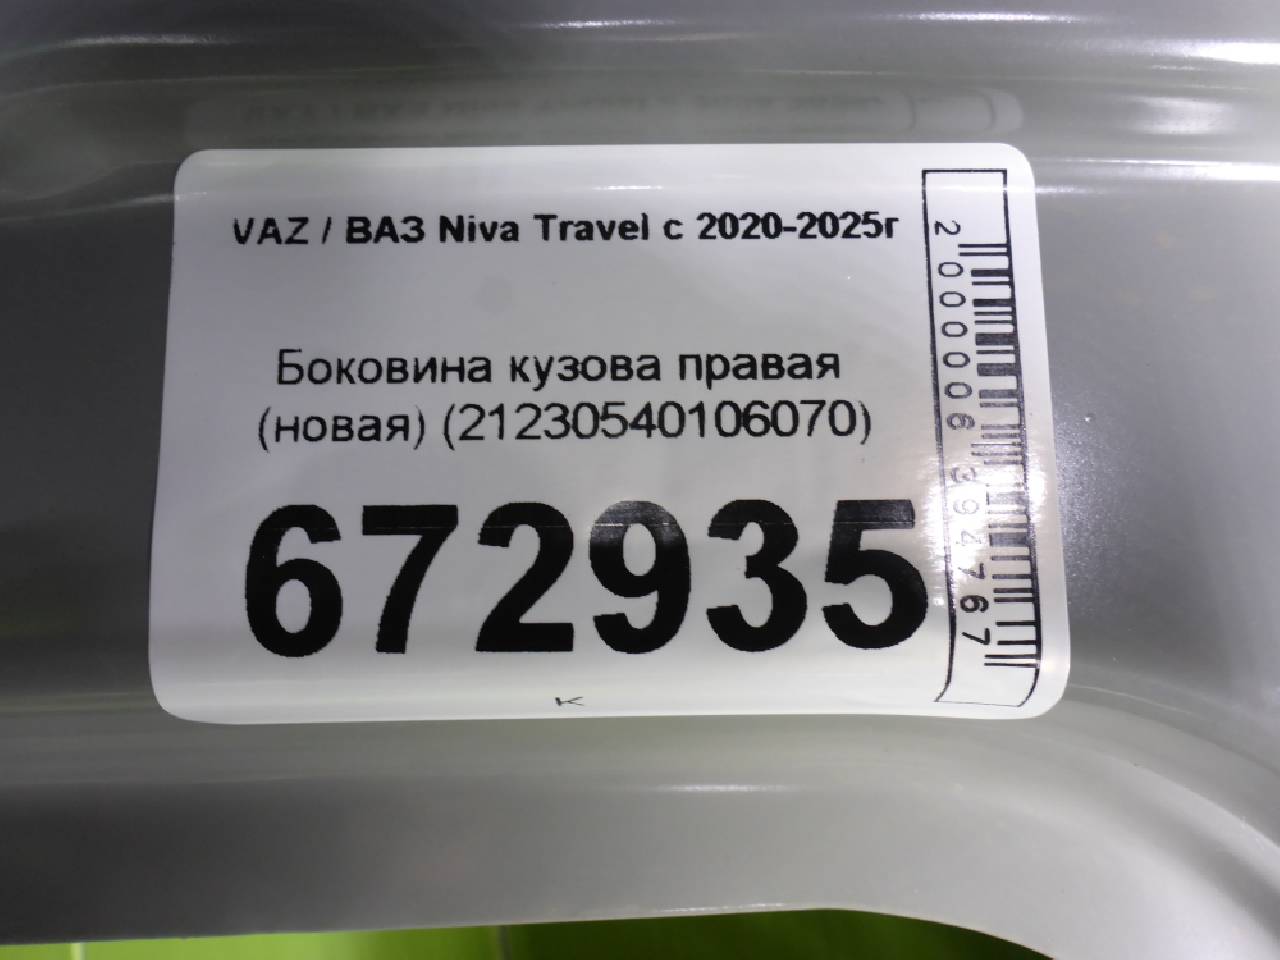 VAZ / ВАЗ Niva Travel с 2020-2025г
Боковина кузова правая
(новая) (21230540106070)
672935
к
2000006394767